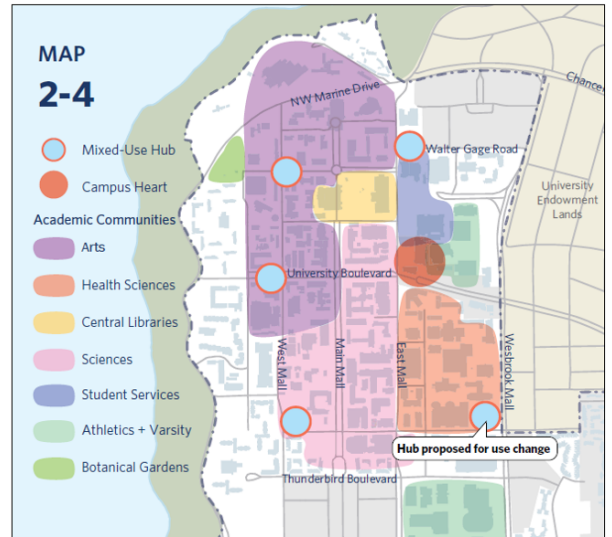 MAP
2-4
Mixed-Use Hub
Campus Heart
Academic Communities
Arts
Health Sciences
Central Libraries
Sciences
Student Services
Athletics + Varsity
Botanical Gardens
NW Marine Drive
Chancel
Walter Gage Road
University
Endowment
Lands
University Boulevard
West Mall
Main Mall
East Mall
Wesbrook Mall
Hub proposed for use change
Thunderbird Boulevard